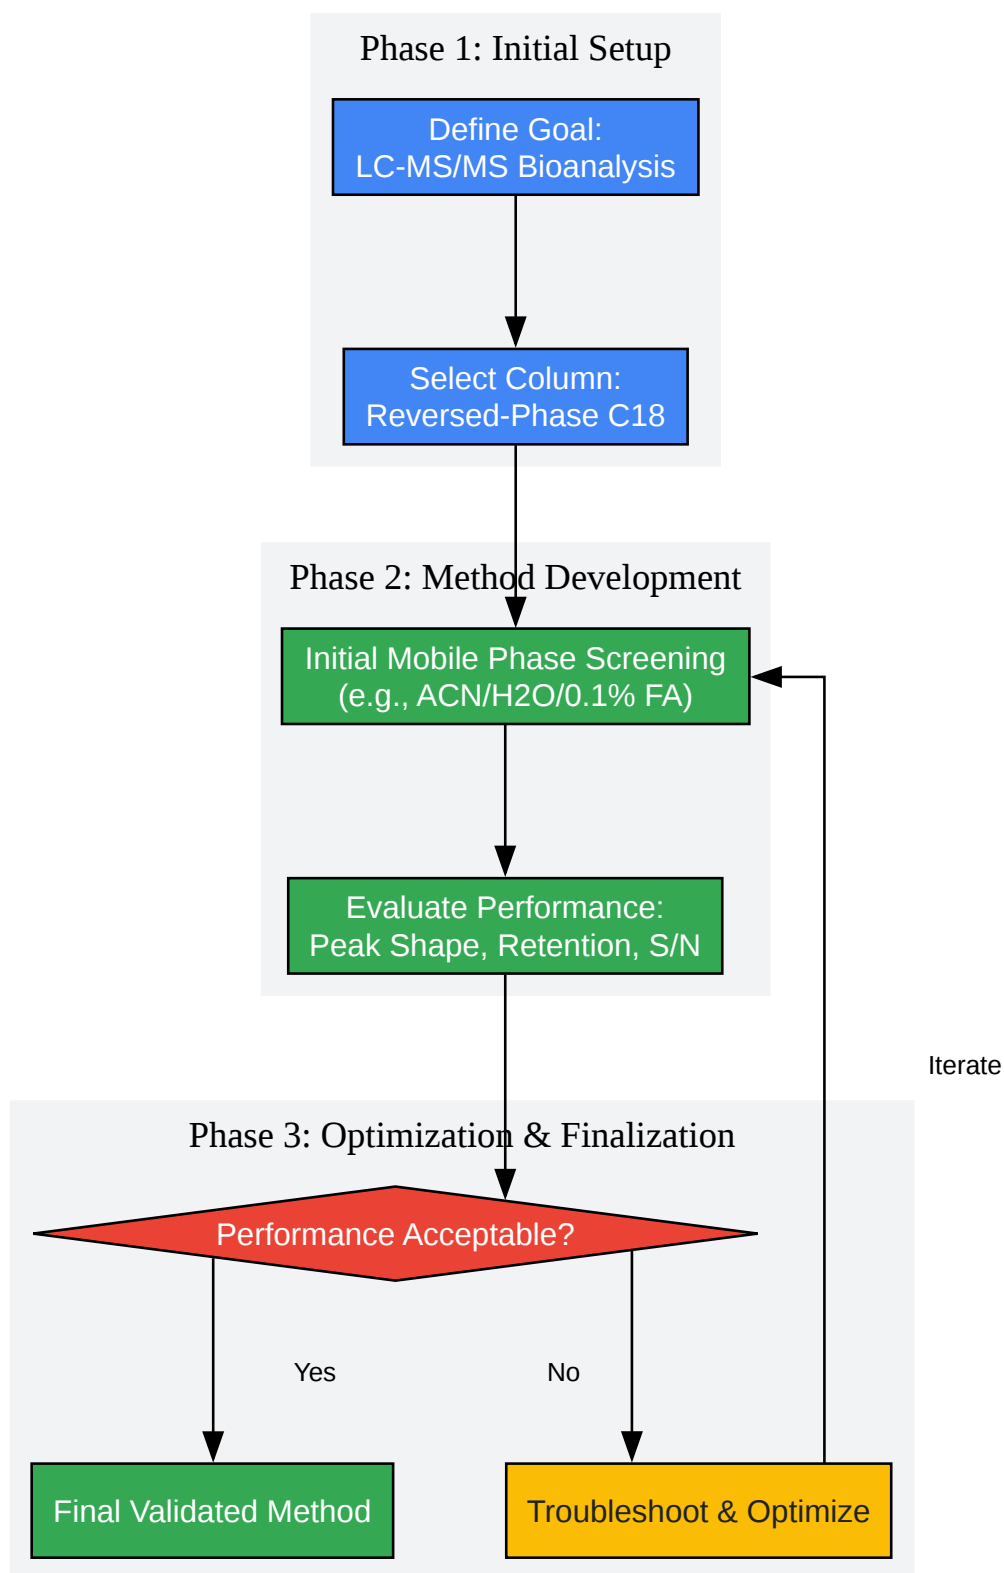 Phase 1: Initial Setup
Define Goal:
LC-MS/MS Bioanalysis
Select Column:
Reversed-Phase C18
Phase 2: Method Development
Initial Mobile Phase Screening
(e.g., ACN/H2O/0.1% FA)
Evaluate Performance:
Peak Shape, Retention, S/N
Iterate
Phase 3: Optimization & Finalization
Performance Acceptable?
Yes
No
Final Validated Method
Troubleshoot & Optimize